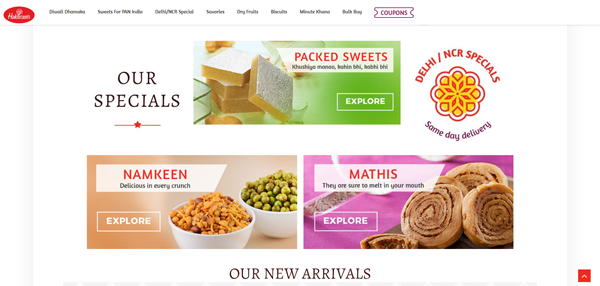 Haldiram's
Diwali Dhamaka Sweets For PAN India Delhi/NCR Special Savories Dry Fruits Biscuits Minute Khana Bulk Buy COUPONS
OUR
SPECIALS
PACKED SWEETS
Khushiya manao, kahin bhi, kabhi bhi
EXPLORE
DELHI / NCR SPECIALS
Same day delivery
NAMKEEN
Delicious in every crunch
EXPLORE
MATHIS
They are sure to melt in your mouth
EXPLORE
OUR NEW ARRIVALS